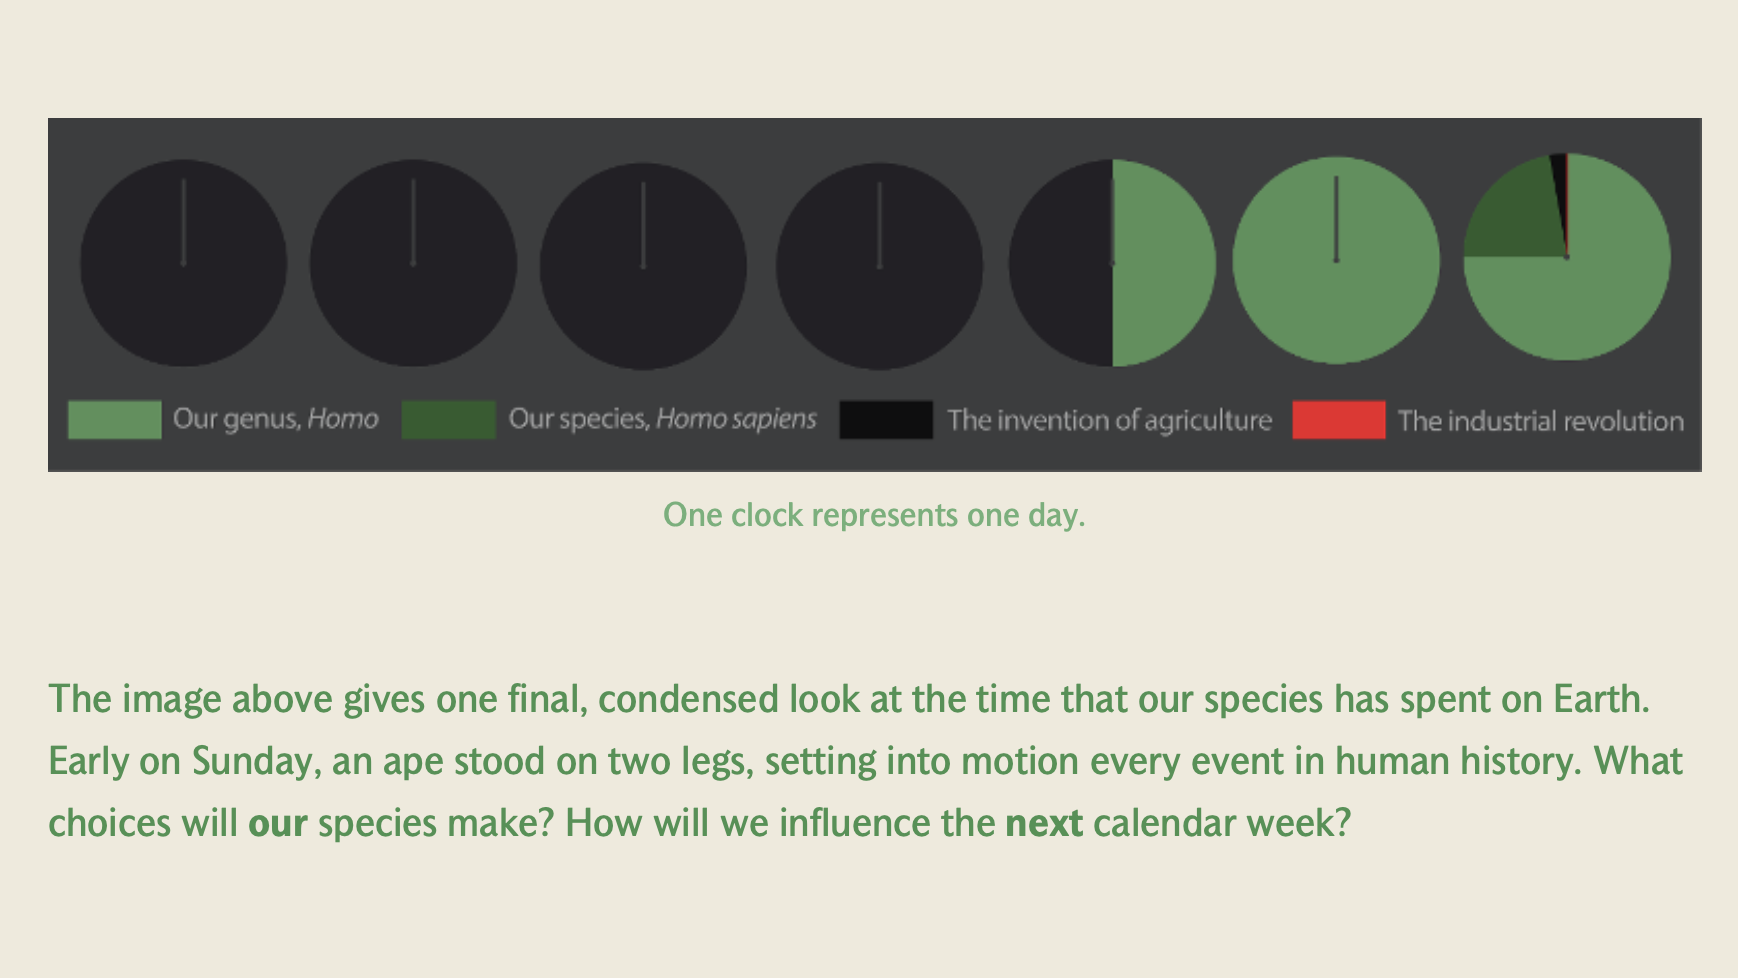 Our genus, Homo
Our species, Homo sapiens
The invention of agriculture
The industrial revolution
One clock represents one day.
The image above gives one final, condensed look at the time that our species has spent on Earth.
Early on Sunday, an ape stood on two legs, setting into motion every event in human history. What
choices will our species make? How will we influence the next calendar week?